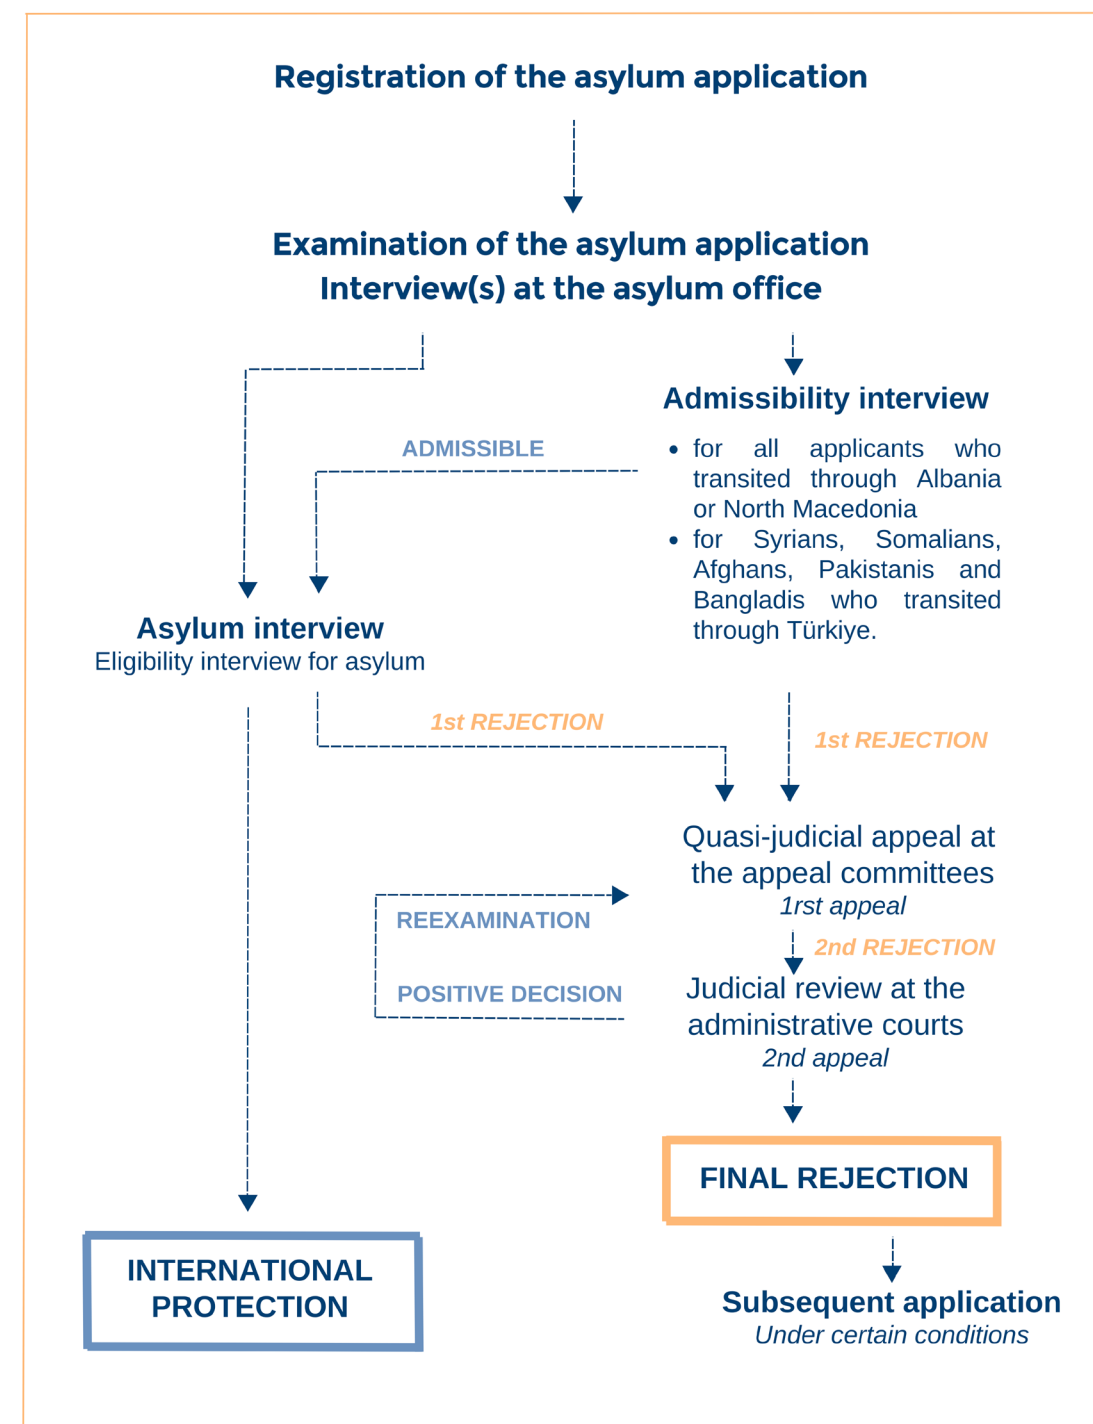 Registration of the asylum application
Examination of the asylum application
Interview(s) at the asylum office
Admissibility interview
ADMISSIBLE
• for all applicants who
transited through Albania
or North Macedonia
• for Syrians, Somalians,
Afghans, Pakistanis and
Bangladis who transited
through Türkiye.
Asylum interview
Eligibility interview for asylum
1st REJECTION
1st REJECTION
Quasi-judicial appeal at
the appeal committees
1rst appeal
REEXAMINATION
2nd REJECTION
POSITIVE DECISION
Judicial review at the
administrative courts
2nd appeal
FINAL REJECTION
INTERNATIONAL
PROTECTION
Subsequent application
Under certain conditions